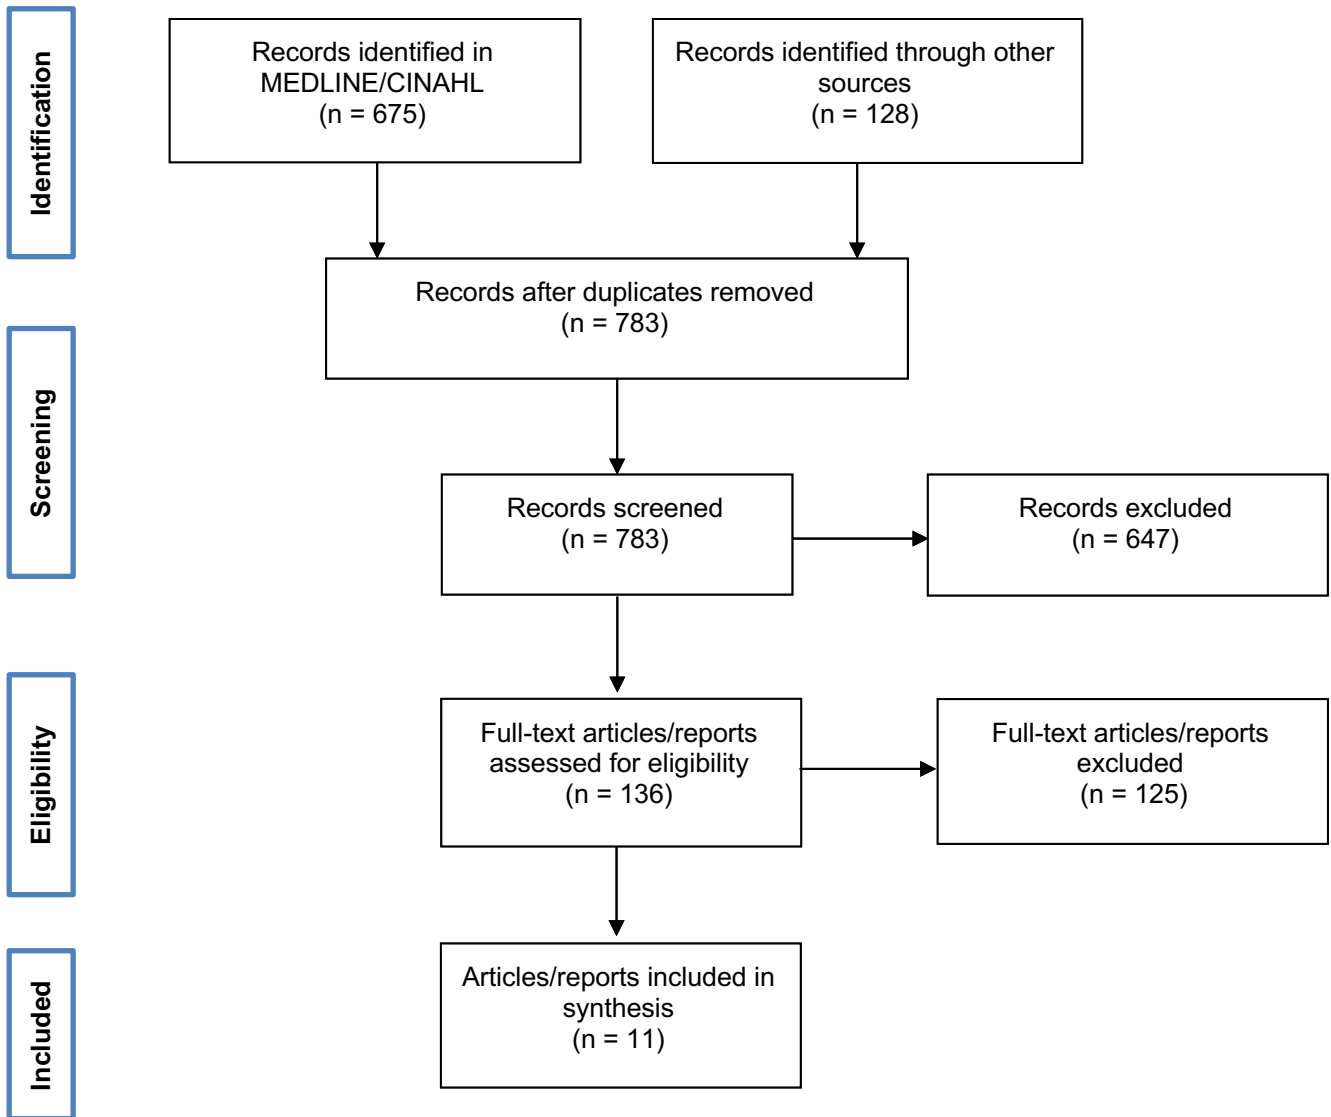 Identification
Records identified in
MEDLINE/CINAHL
(n = 675)
Records identified through other
sources
(n = 128)
Records after duplicates removed
(n = 783)
Screening
Records screened
(n = 783)
Records excluded
(n = 647)
Eligibility
Full-text articles/reports
assessed for eligibility
(n = 136)
Full-text articles/reports
excluded
(n = 125)
Included
Articles/reports included in
synthesis
(n = 11)